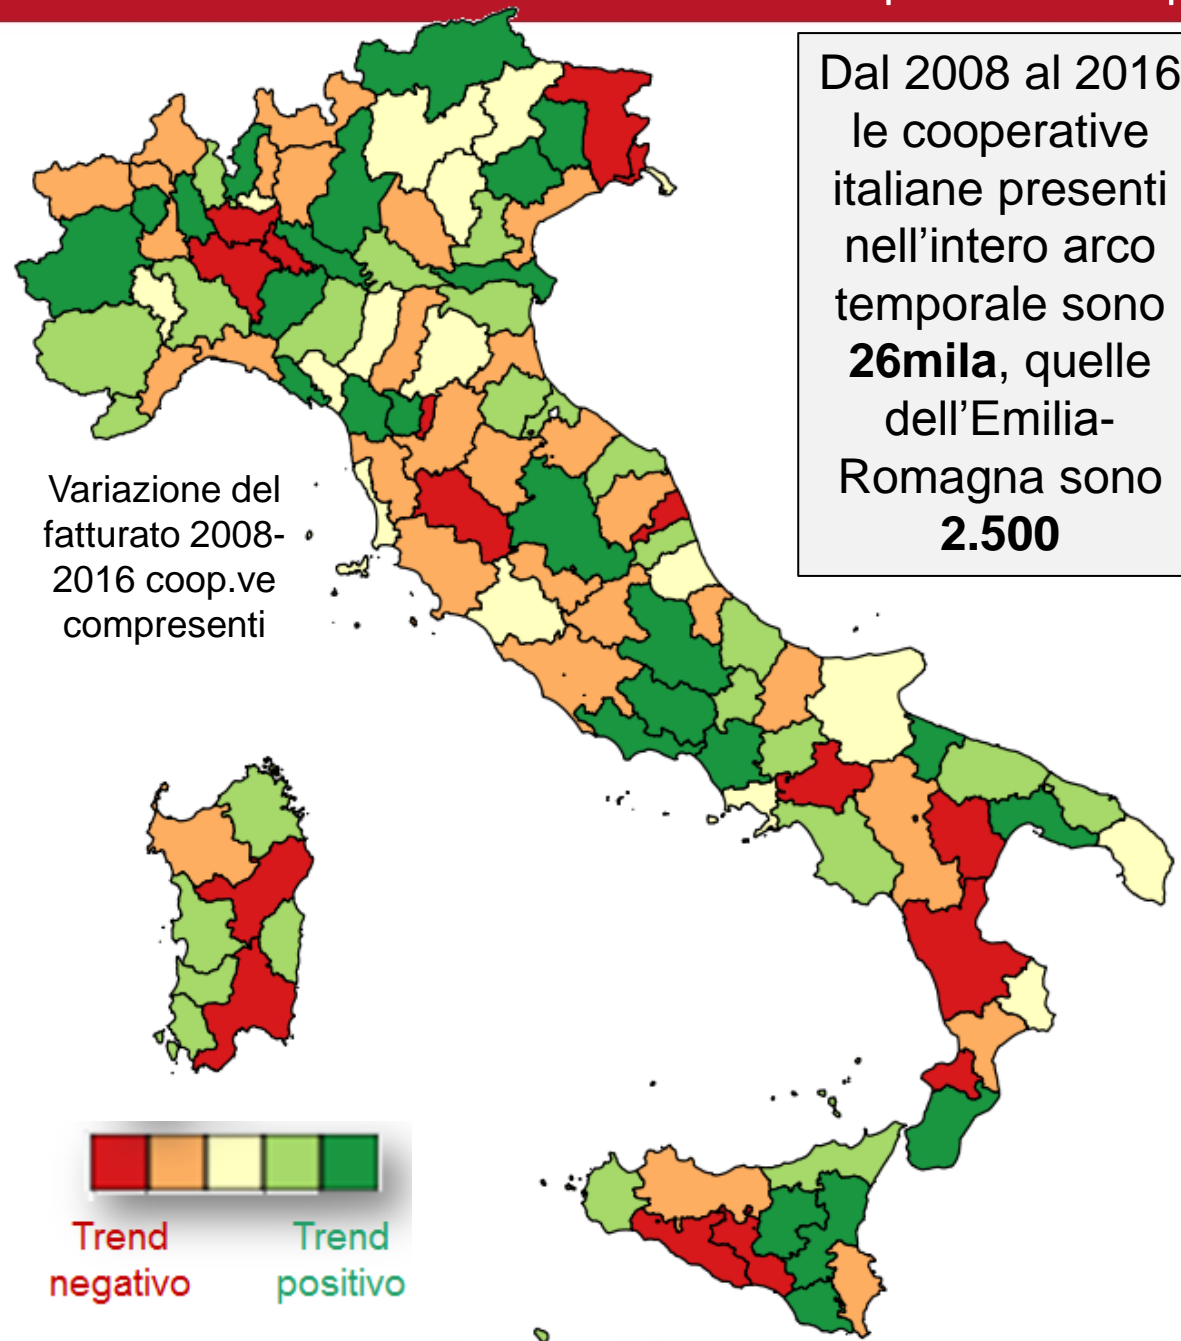 Dal 2008 al 2016
le cooperative
italiane presenti
nell’intero arco
temporale sono
26mila, quelle
dell’Emilia-
Romagna sono
2.500
Variazione del
fatturato 2008-
2016 coop.ve
compresenti
Trend
negativo
Trend
positivo